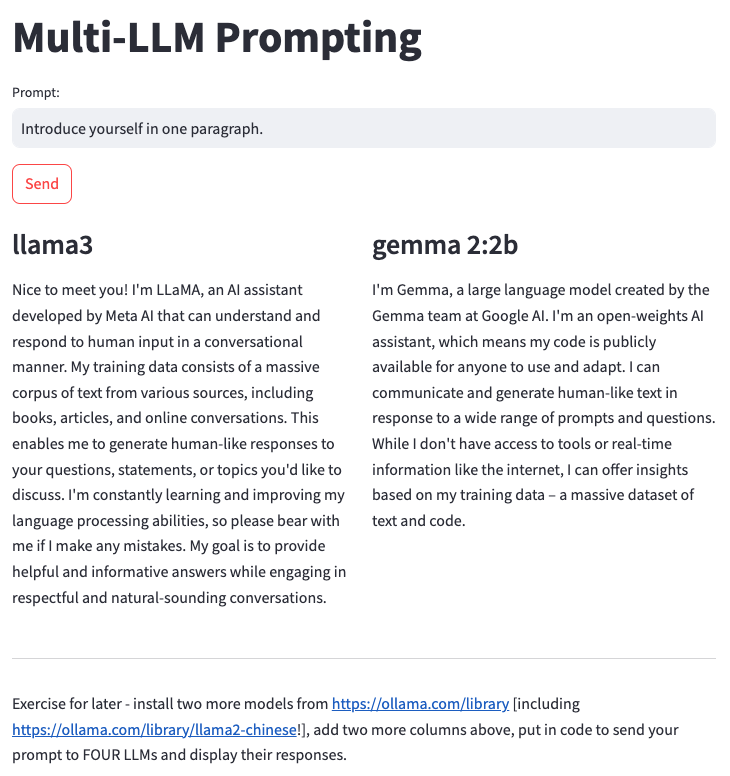 Multi-LLM Prompting
Prompt:
Introduce yourself in one paragraph.
Send
llama3
Nice to meet you! I'm LLaMA, an AI assistant
developed by Meta AI that can understand and
respond to human input in a conversational
manner. My training data consists of a massive
corpus of text from various sources, including
books, articles, and online conversations. This
enables me to generate human-like responses to
your questions, statements, or topics you'd like to
discuss. I'm constantly learning and improving my
language processing abilities, so please bear with
me if I make any mistakes. My goal is to provide
helpful and informative answers while engaging in
respectful and natural-sounding conversations.
gemma 2:2b
I'm Gemma, a large language model created by the
Gemma team at Google AI. I'm an open-weights AI
assistant, which means my code is publicly
available for anyone to use and adapt. I can
communicate and generate human-like text in
response to a wide range of prompts and questions.
While I don't have access to tools or real-time
information like the internet, I can offer insights
based on my training data – a massive dataset of
text and code.
Exercise for later - install two more models from https://ollama.com/library [including
https://ollama.com/library/llama2-chinese!], add two more columns above, put in code to send your
prompt to FOUR LLMs and display their responses.